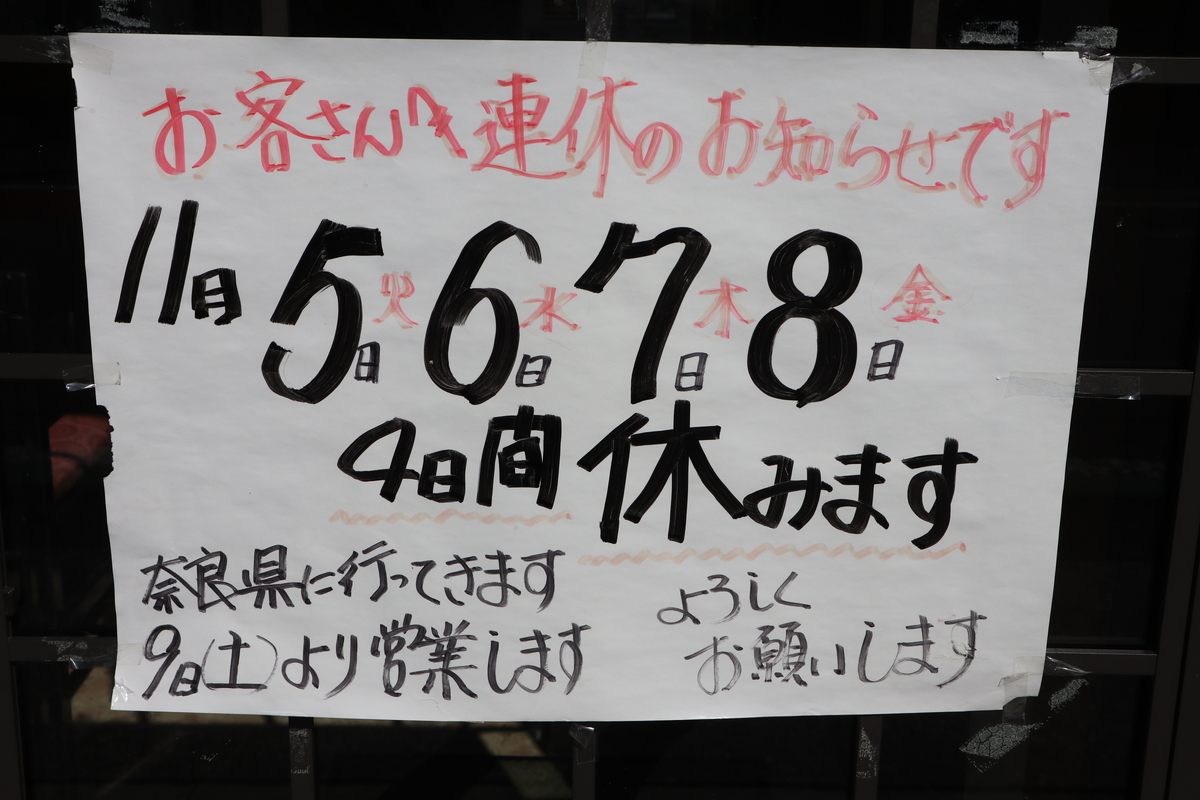 お客さんへ連休のお知らせです
11月5日火6日水7日木8日金
4日間休みます
奈良県に行ってきます
9日(土)より営業します
よろしく
お願いします